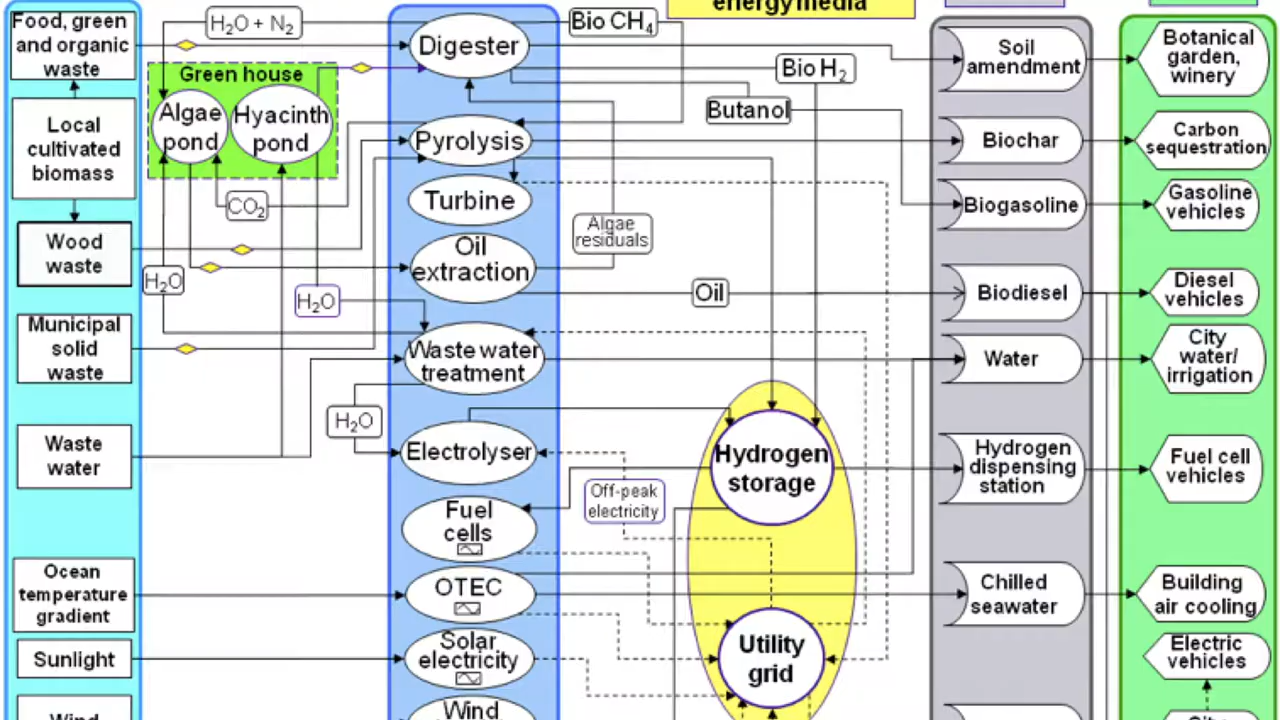 energy media
Food, green
and organic
waste
Local
cultivated
biomass
Wood
waste
Municipal
solid
waste
Waste
water
Ocean
temperature
gradient
Sunlight
Wind
H₂O + N₂
Green house
Algae
pond
Hyacinth
pond
CO₂
H₂O
H₂O
H₂O
Digester
Pyrolysis
Turbine
Oil
extraction
Waste water
treatment
Electrolyser
Fuel
cells
OTEC
Solar
electricity
Wind
Bio CH₄
Bio H₂
Butanol
Algae
residuals
Oil
Off-peak
electricity
Hydrogen
storage
Utility
grid
Soil
amendment
Biochar
Biogasoline
Biodiesel
Water
Hydrogen
dispensing
station
Chilled
seawater
Botanical
garden,
winery
Carbon
sequestration
Gasoline
vehicles
Diesel
vehicles
City
water/
irrigation
Fuel cell
vehicles
Building
air cooling
Electric
vehicles
City